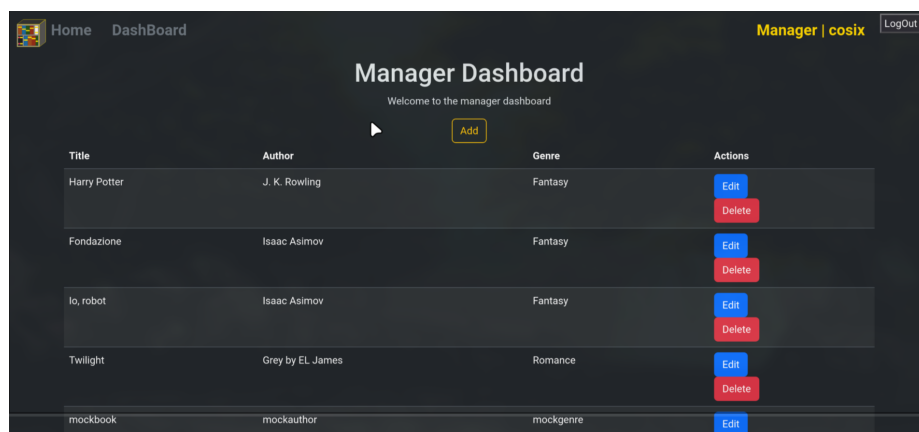 Home DashBoard Manager | cosix LogOut
Manager Dashboard
Welcome to the manager dashboard
Add
Title Author Genre Actions
Harry Potter J. K. Rowling Fantasy Edit
Delete
Fondazione Isaac Asimov Fantasy Edit
Delete
Io, robot Isaac Asimov Fantasy Edit
Delete
Twilight Grey by EL James Romance Edit
Delete
mockbook mockauthor mockgenre Edit